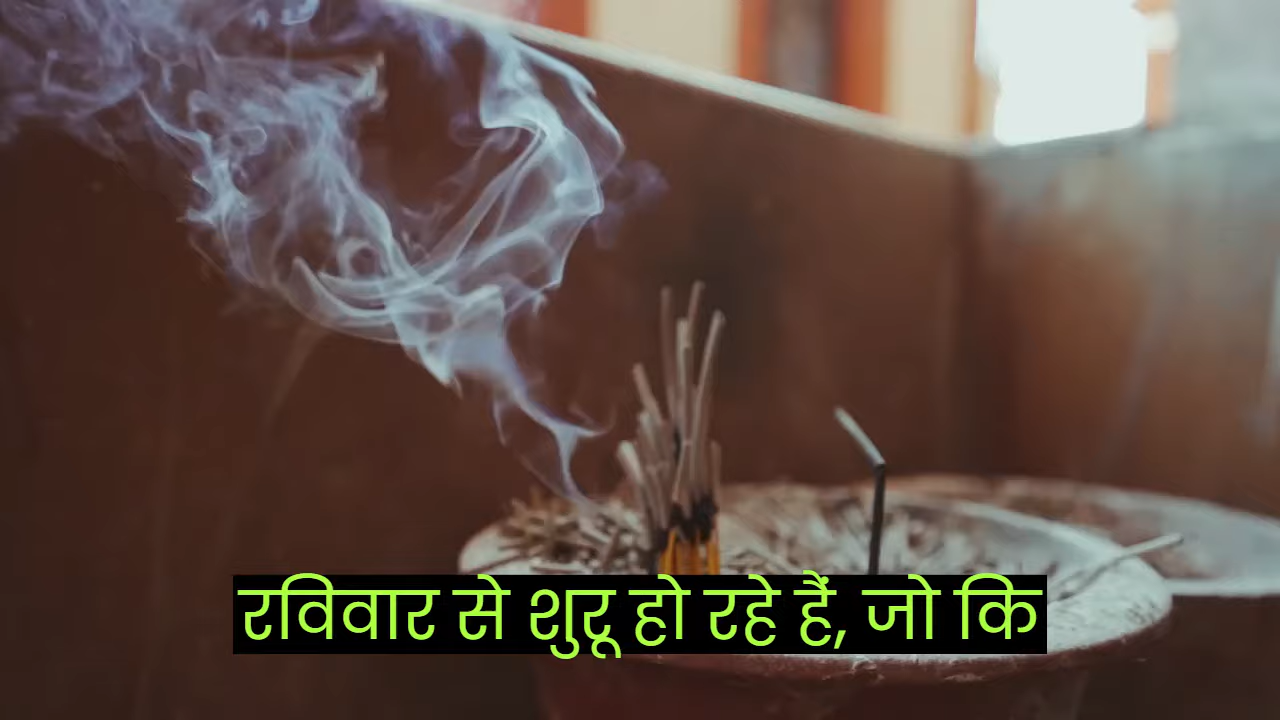 रविवार से शुरू हो रहे हैं, जो कि